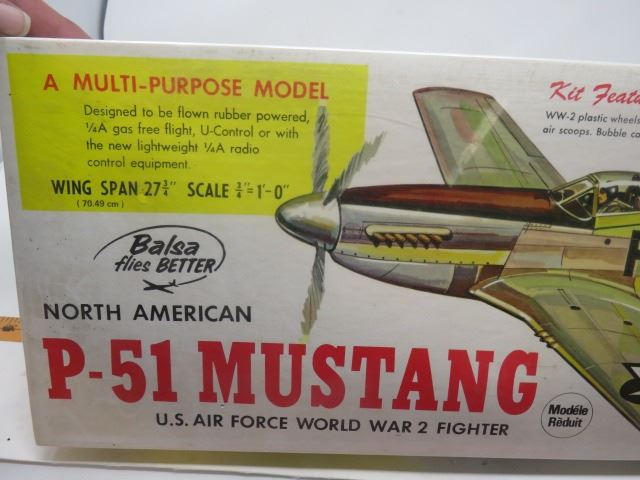 A MULTI-PURPOSE MODEL
Designed to be flown rubber powered,
¼A gas free flight, U-Control or with
the new lightweight ¼A radio
control equipment.
WING SPAN 27¾" SCALE ¾"=1'-0"
(70.49 cm)
Kit Featu
WW-2 plastic wheels
air scoops. Bubble ca
Balsa
flies BETTER
NORTH AMERICAN
P-51 MUSTANG
U.S. AIR FORCE WORLD WAR 2 FIGHTER
Modéle
Rèduit